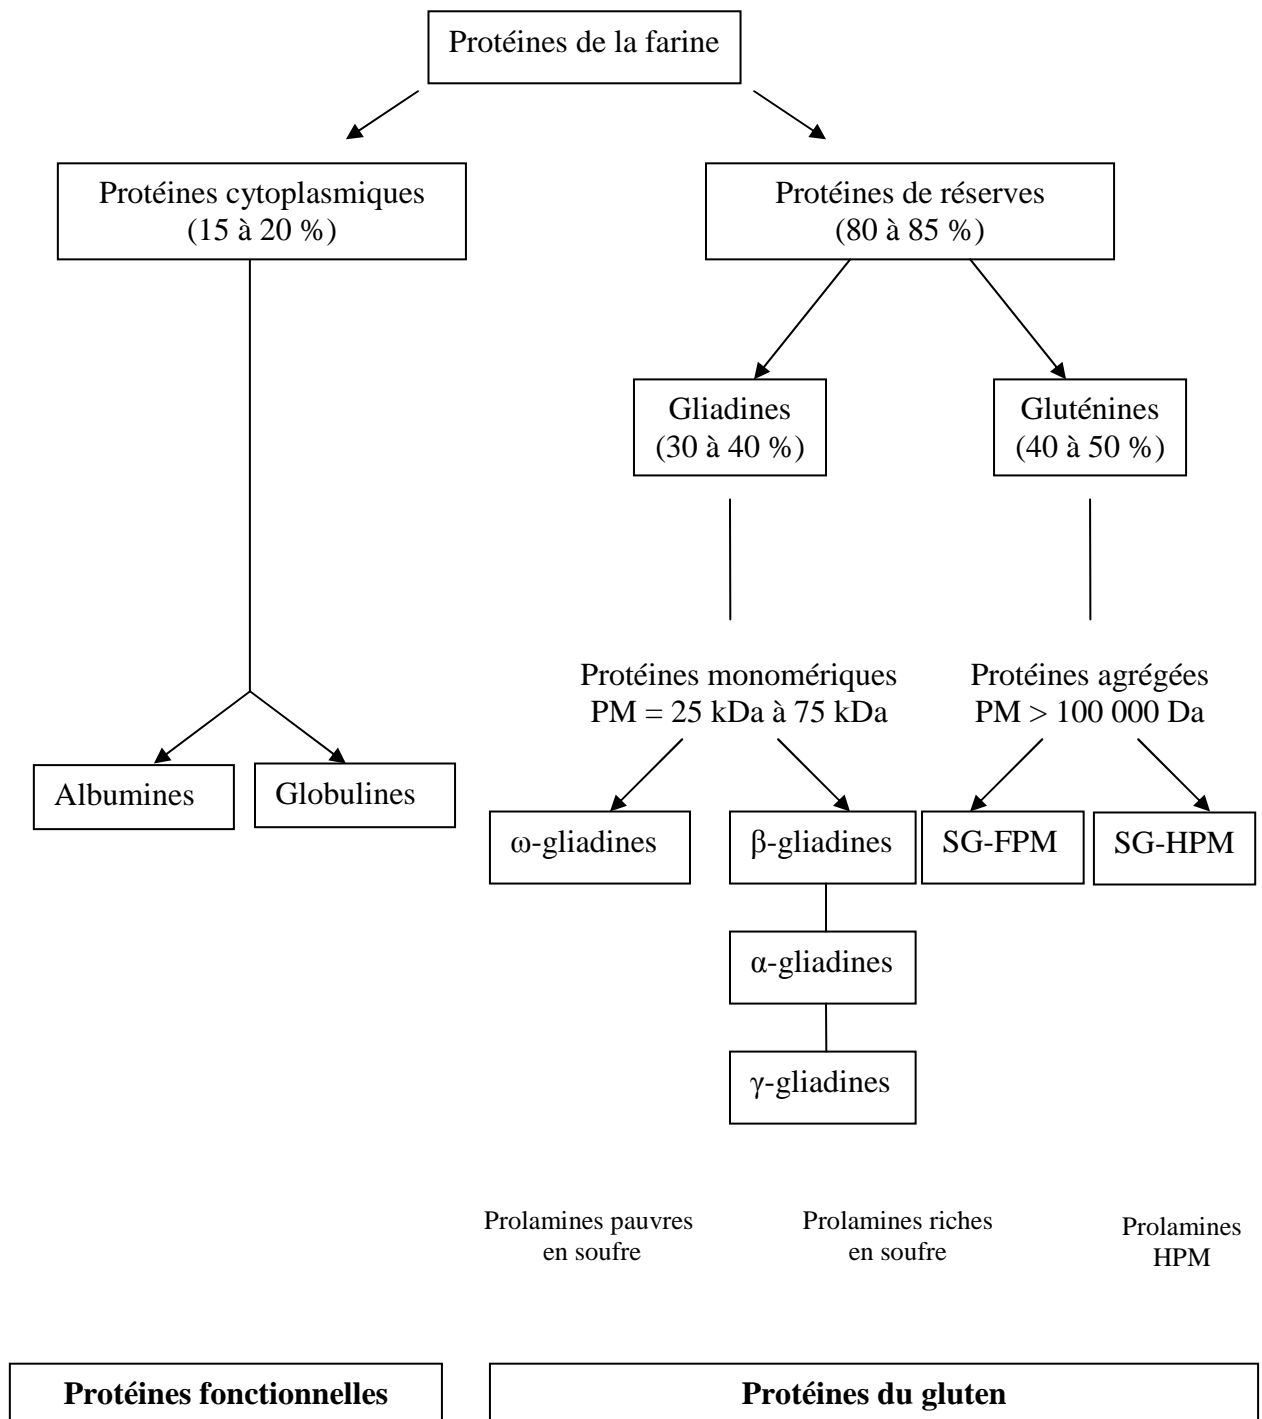 Protéines de la farine
Protéines cytoplasmiques
(15 à 20 %)
Protéines de réserves
(80 à 85 %)
Gliadines
(30 à 40 %)
Gluténines
(40 à 50 %)
Protéines monomériques
PM = 25 kDa à 75 kDa
Protéines agrégées
PM > 100 000 Da
Albumines
Globulines
ω-gliadines
β-gliadines
SG-FPM
SG-HPM
α-gliadines
γ-gliadines
Prolamines pauvres
en soufre
Prolamines riches
en soufre
Prolamines
HPM
Protéines fonctionnelles
Protéines du gluten